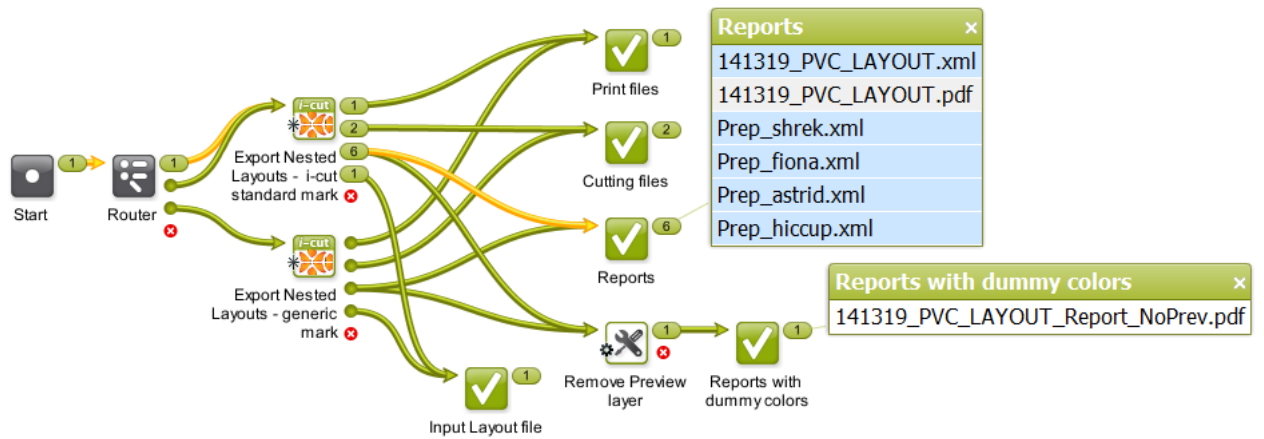 Start
1
Router
1
i-cut
1
2
6
1
Export Nested
Layouts - i-cut
standard mark
i-cut
Export Nested
Layouts - generic
mark
1
Print files
2
Cutting files
6
Reports
1
Remove Preview
layer
1
Reports with
dummy colors
1
Input Layout file
Reports
141319_PVC_LAYOUT.xml
141319_PVC_LAYOUT.pdf
Prep_shrek.xml
Prep_fiona.xml
Prep_astrid.xml
Prep_hiccup.xml
Reports with dummy colors
141319_PVC_LAYOUT_Report_NoPrev.pdf